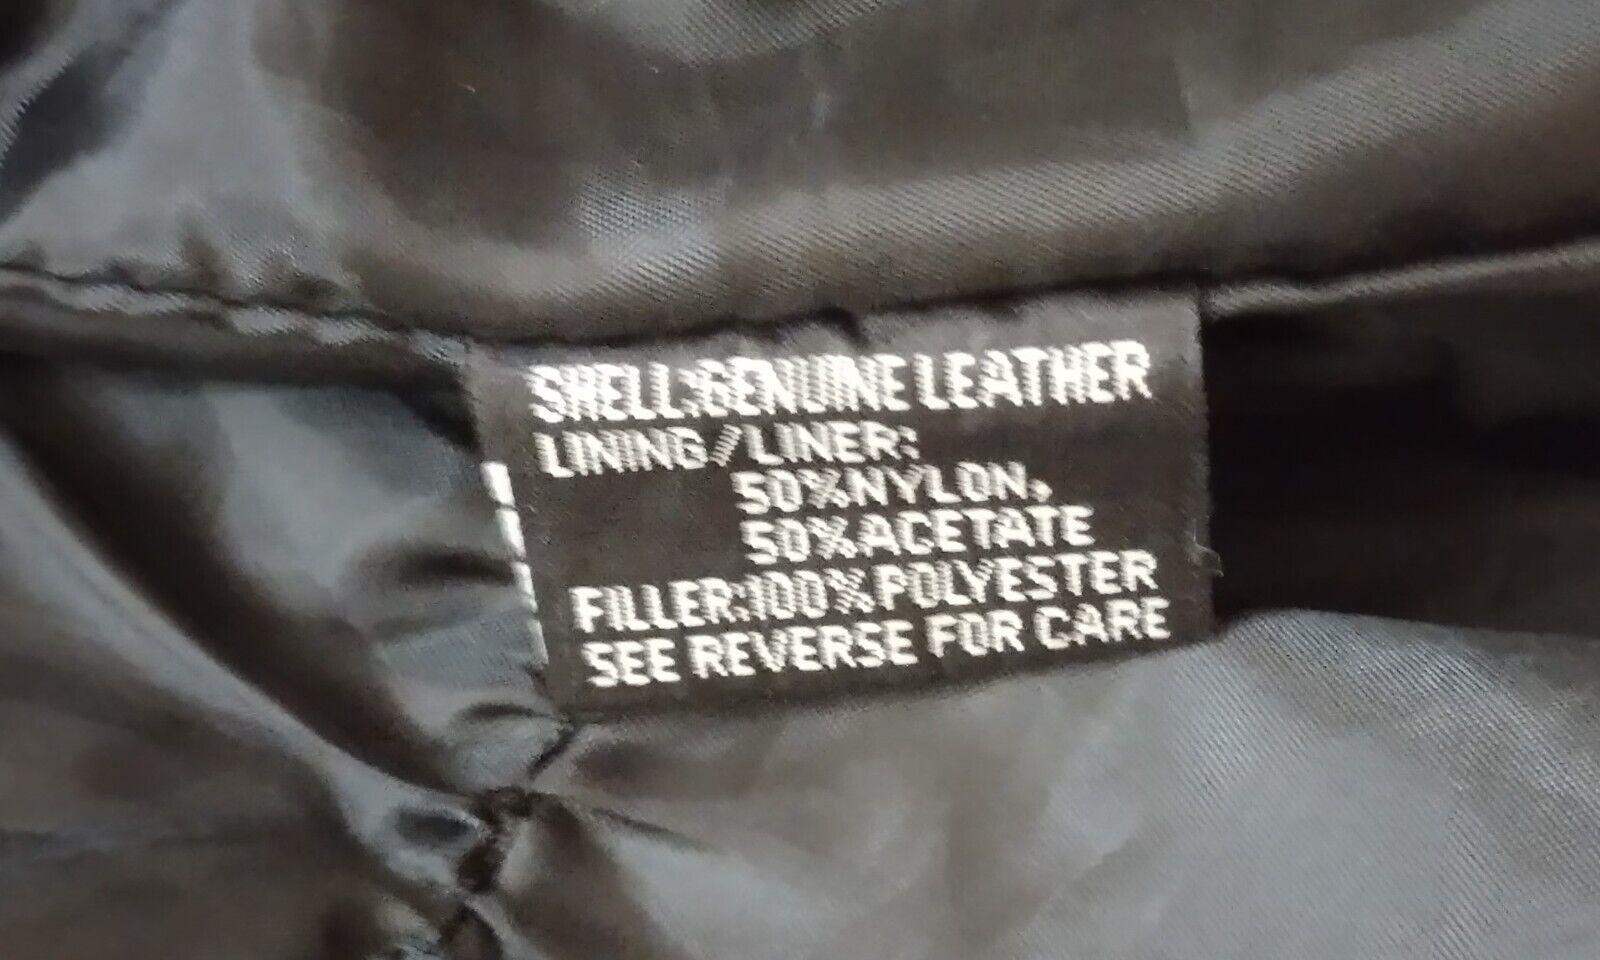 SHELL:GENUINE LEATHER
LINING/LINER:
50%NYLON,
50%ACETATE
FILLER:100%POLYESTER
SEE REVERSE FOR CARE